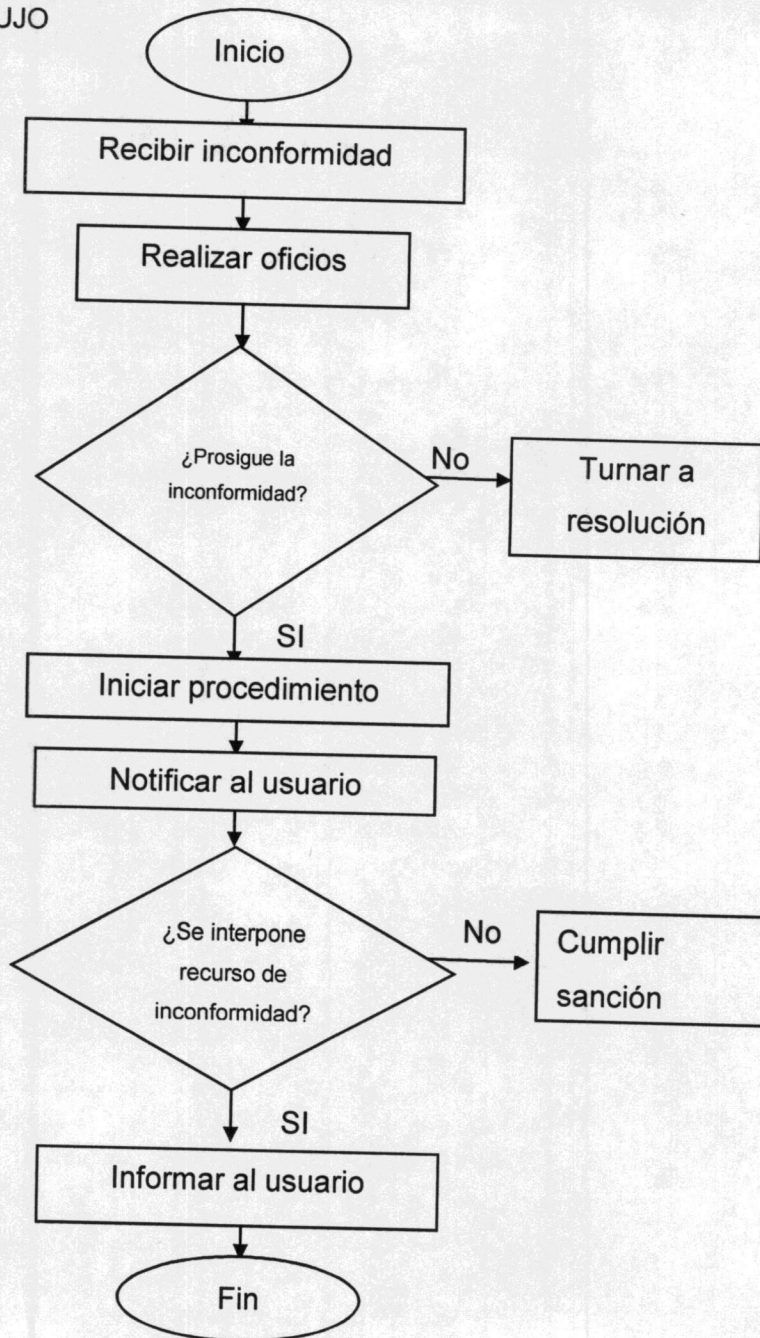 UJO
Inicio
Recibir inconformidad
Realizar oficios
¿Prosigue la
inconformidad?
No
Turnar a
resolución
SI
Iniciar procedimiento
Notificar al usuario
¿Se interpone
recurso de
inconformidad?
No
Cumplir
sanción
SI
Informar al usuario
Fin